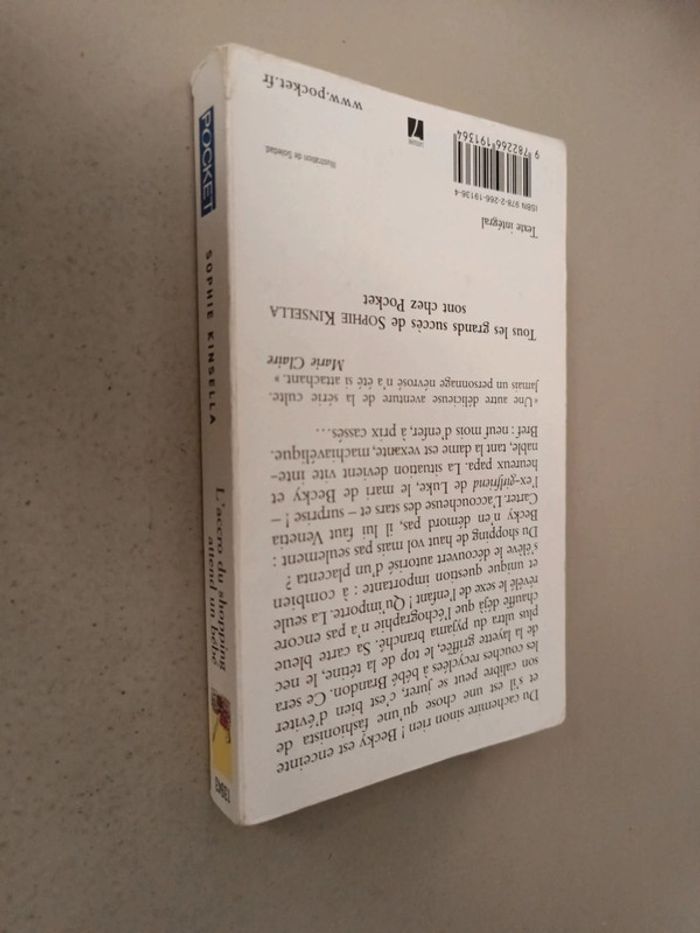 Du cachemire sinon rien ! Becky est enceinte
et s'il est une chose qu'une fashionista de
son calibre peut se jurer, c'est bien d'éviter
les couches recyclées à bébé Brandon. Ce sera
de la layette griffée, le top de la tétine, le nec
plus ultra du pyjama branché. Sa carte bleue
chauffe déjà que l'échographie n'a pas encore
révélé le sexe de l'enfant ! Qu'importe. La seule
et unique question importante : à combien
s'élève le découvert autorisé d'un placenta ?
Du shopping de haut vol mais pas seulement :
Becky n'en démord pas, il lui faut Venetia
Carter. L'accoucheuse des stars et – surprise ! –
l'ex-girlfriend de Luke, le mari de Becky et
heureux papa. La situation devient vite inte-
nable, tant la dame est vexante, machiavélique.
Bref : neuf mois d'enfer, à prix cassés…
« Une autre délicieuse aventure de la série culte.
Jamais un personnage névrosé n'a été si attachant. »
Marie Claire
Tous les grands succès de SOPHIE KINSELLA
sont chez Pocket
Texte intégral
ISBN 978-2-266-19136-4
9 782266 191364
Illustration de Soledad
www.pocket.fr
POCKET
SOPHIE KINSELLA
L'accro du shopping
attend un bébé
13943